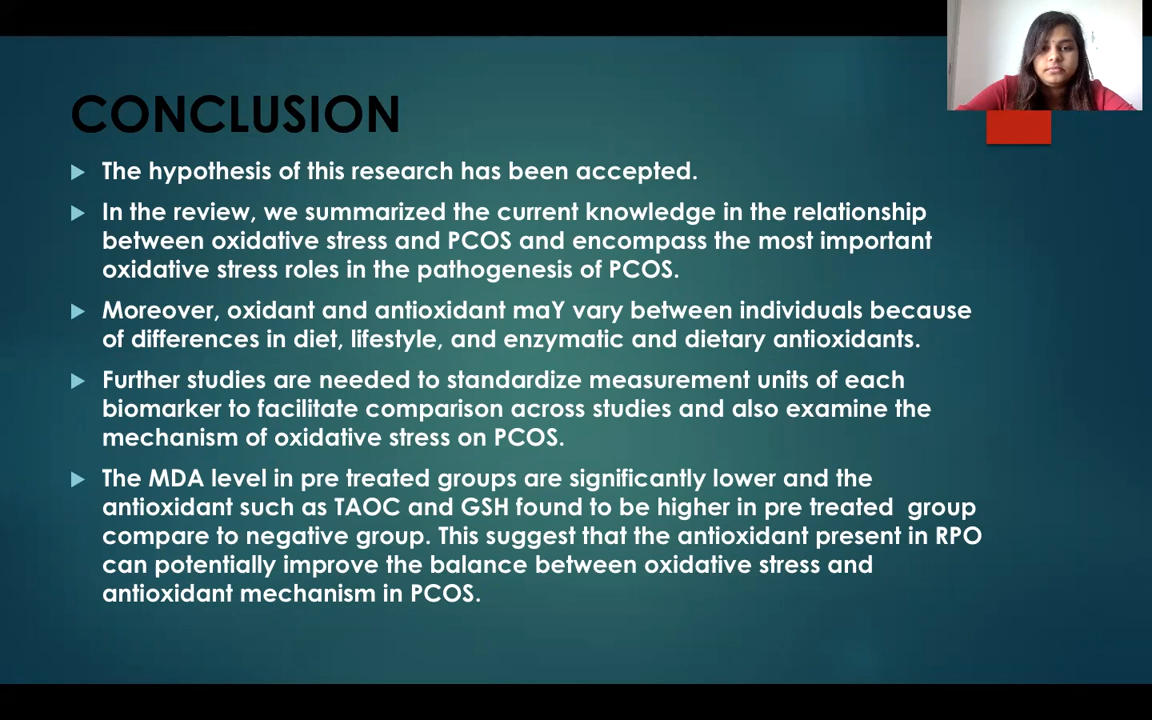 CONCLUSION
The hypothesis of this research has been accepted.
In the review, we summarized the current knowledge in the relationship
between oxidative stress and PCOS and encompass the most important
oxidative stress roles in the pathogenesis of PCOS.
Moreover, oxidant and antioxidant maY vary between individuals because
of differences in diet, lifestyle, and enzymatic and dietary antioxidants.
Further studies are needed to standardize measurement units of each
biomarker to facilitate comparison across studies and also examine the
mechanism of oxidative stress on PCOS.
The MDA level in pre treated groups are significantly lower and the
antioxidant such as TAOC and GSH found to be higher in pre treated  group
compare to negative group. This suggest that the antioxidant present in RPO
can potentially improve the balance between oxidative stress and
antioxidant mechanism in PCOS.